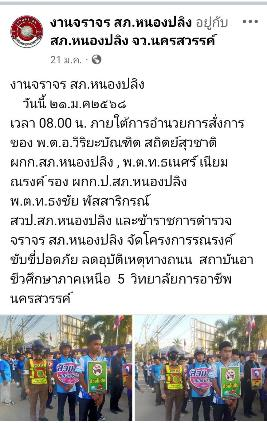 งานจราจร สภ.หนองปลิง อยู่กับ
สภ.หนองปลิง จว.นครสวรรค์
21 ม.ค.
งานจราจร สภ.หนองปลิง
วันนี้ ๒๑.ม.ค๒๕๖๘
เวลา 08.00 น. ภายใต้การอำนวยการสั่งการ
ของ พ.ต.อ.วิริยะบัณฑิต สถิตย์สุวชาติ
ผกก.สภ.หนองปลิง , พ.ต.ท.ธเนศร์ เนียม
ณรงค์ รอง ผกก.ป.สภ.หนองปลิง
พ.ต.ท.ธงชัย พัสสาริกรณ์
สวป.สภ.หนองปลิง และข้าราชการตำรวจ
จราจร สภ.หนองปลิง จัดโครงการรณรงค์
ขับขี่ปอดภัย ลดอุบัติเหตุทางถนน สถาบันอา
ชีวศึกษาภาคเหนือ 5 วิทยาลัยการอาชีพ
นครสวรรค์